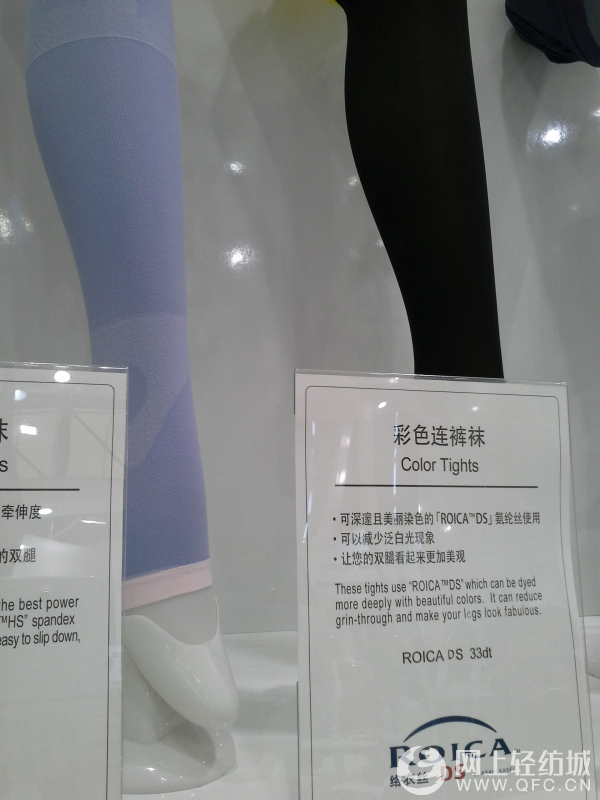 袜
s
牵伸度
的双腿
the best power
™HS" spandex
easy to slip down,
彩色连裤袜
Color Tights
・可深邃且美丽染色的「ROICA™DS」氨纶丝使用
・可以减少泛白光现象
・让您的双腿看起来更加美观
These tights use "ROICA™DS" which can be dyed
more deeply with beautiful colors. It can reduce
grin-through and make your legs look fabulous.
ROICA DS 33dt
ROICA
DS
网上轻纺城
WWW.QFC.CN